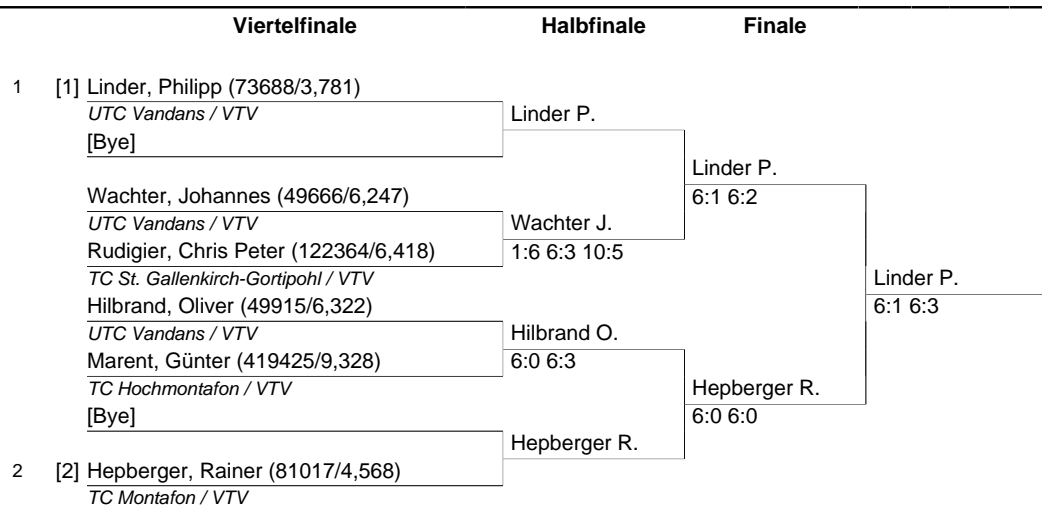 Viertelfinale Halbfinale Finale
1 [1] Linder, Philipp (73688/3,781)
UTC Vandans / VTV Linder P.
[Bye]
Linder P.
Wachter, Johannes (49666/6,247) 6:1 6:2
UTC Vandans / VTV Wachter J.
Rudigier, Chris Peter (122364/6,418) 1:6 6:3 10:5
TC St. Gallenkirch-Gortipohl / VTV Linder P.
Hilbrand, Oliver (49915/6,322) 6:1 6:3
UTC Vandans / VTV Hilbrand O.
Marent, Günter (419425/9,328) 6:0 6:3
TC Hochmontafon / VTV Hepberger R.
[Bye] 6:0 6:0
Hepberger R.
2 [2] Hepberger, Rainer (81017/4,568)
TC Montafon / VTV